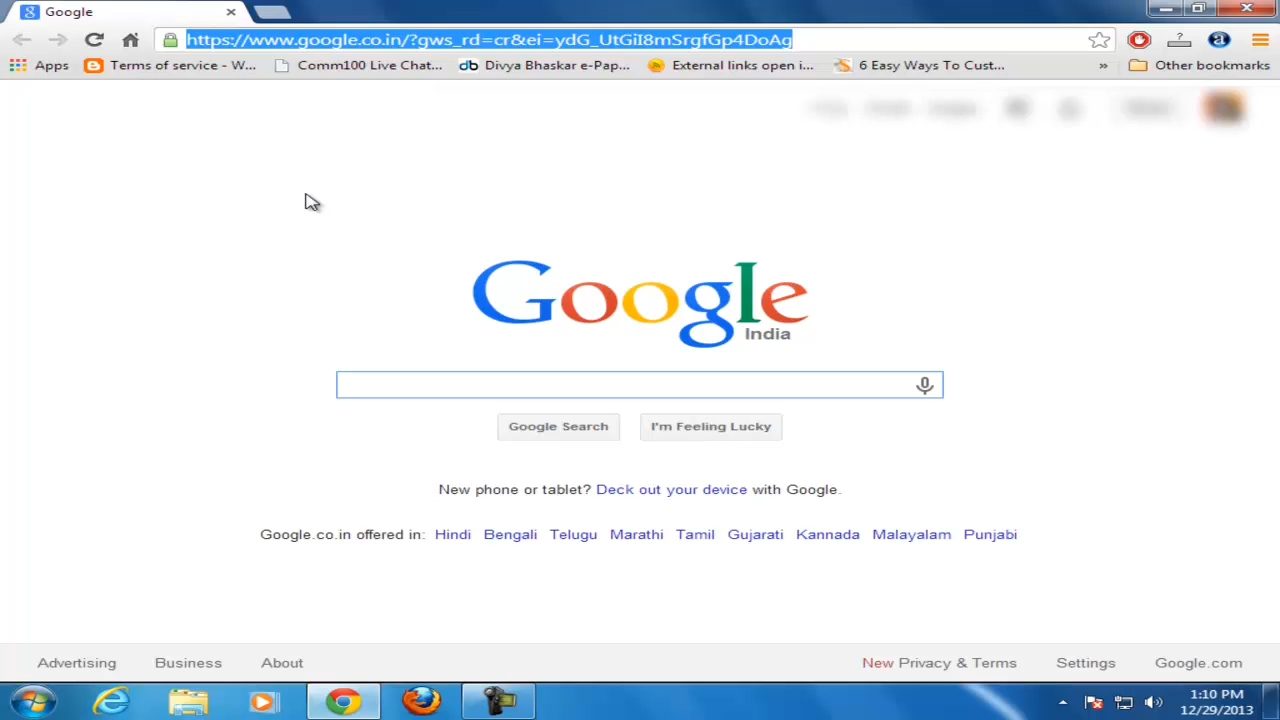 Google
https://www.google.co.in/?gws_rd=cr&ei=ydG_UtGiI8mSrgfGp4DoAg
Apps Terms of service - W... Comm100 Live Chat... Divya Bhaskar e-Pap... External links open i... 6 Easy Ways To Cust... » Other bookmarks
Google
India
Google Search I'm Feeling Lucky
New phone or tablet? Deck out your device with Google.
Google.co.in offered in: Hindi Bengali Telugu Marathi Tamil Gujarati Kannada Malayalam Punjabi
Advertising Business About New Privacy & Terms Settings Google.com
1:10 PM
12/29/2013